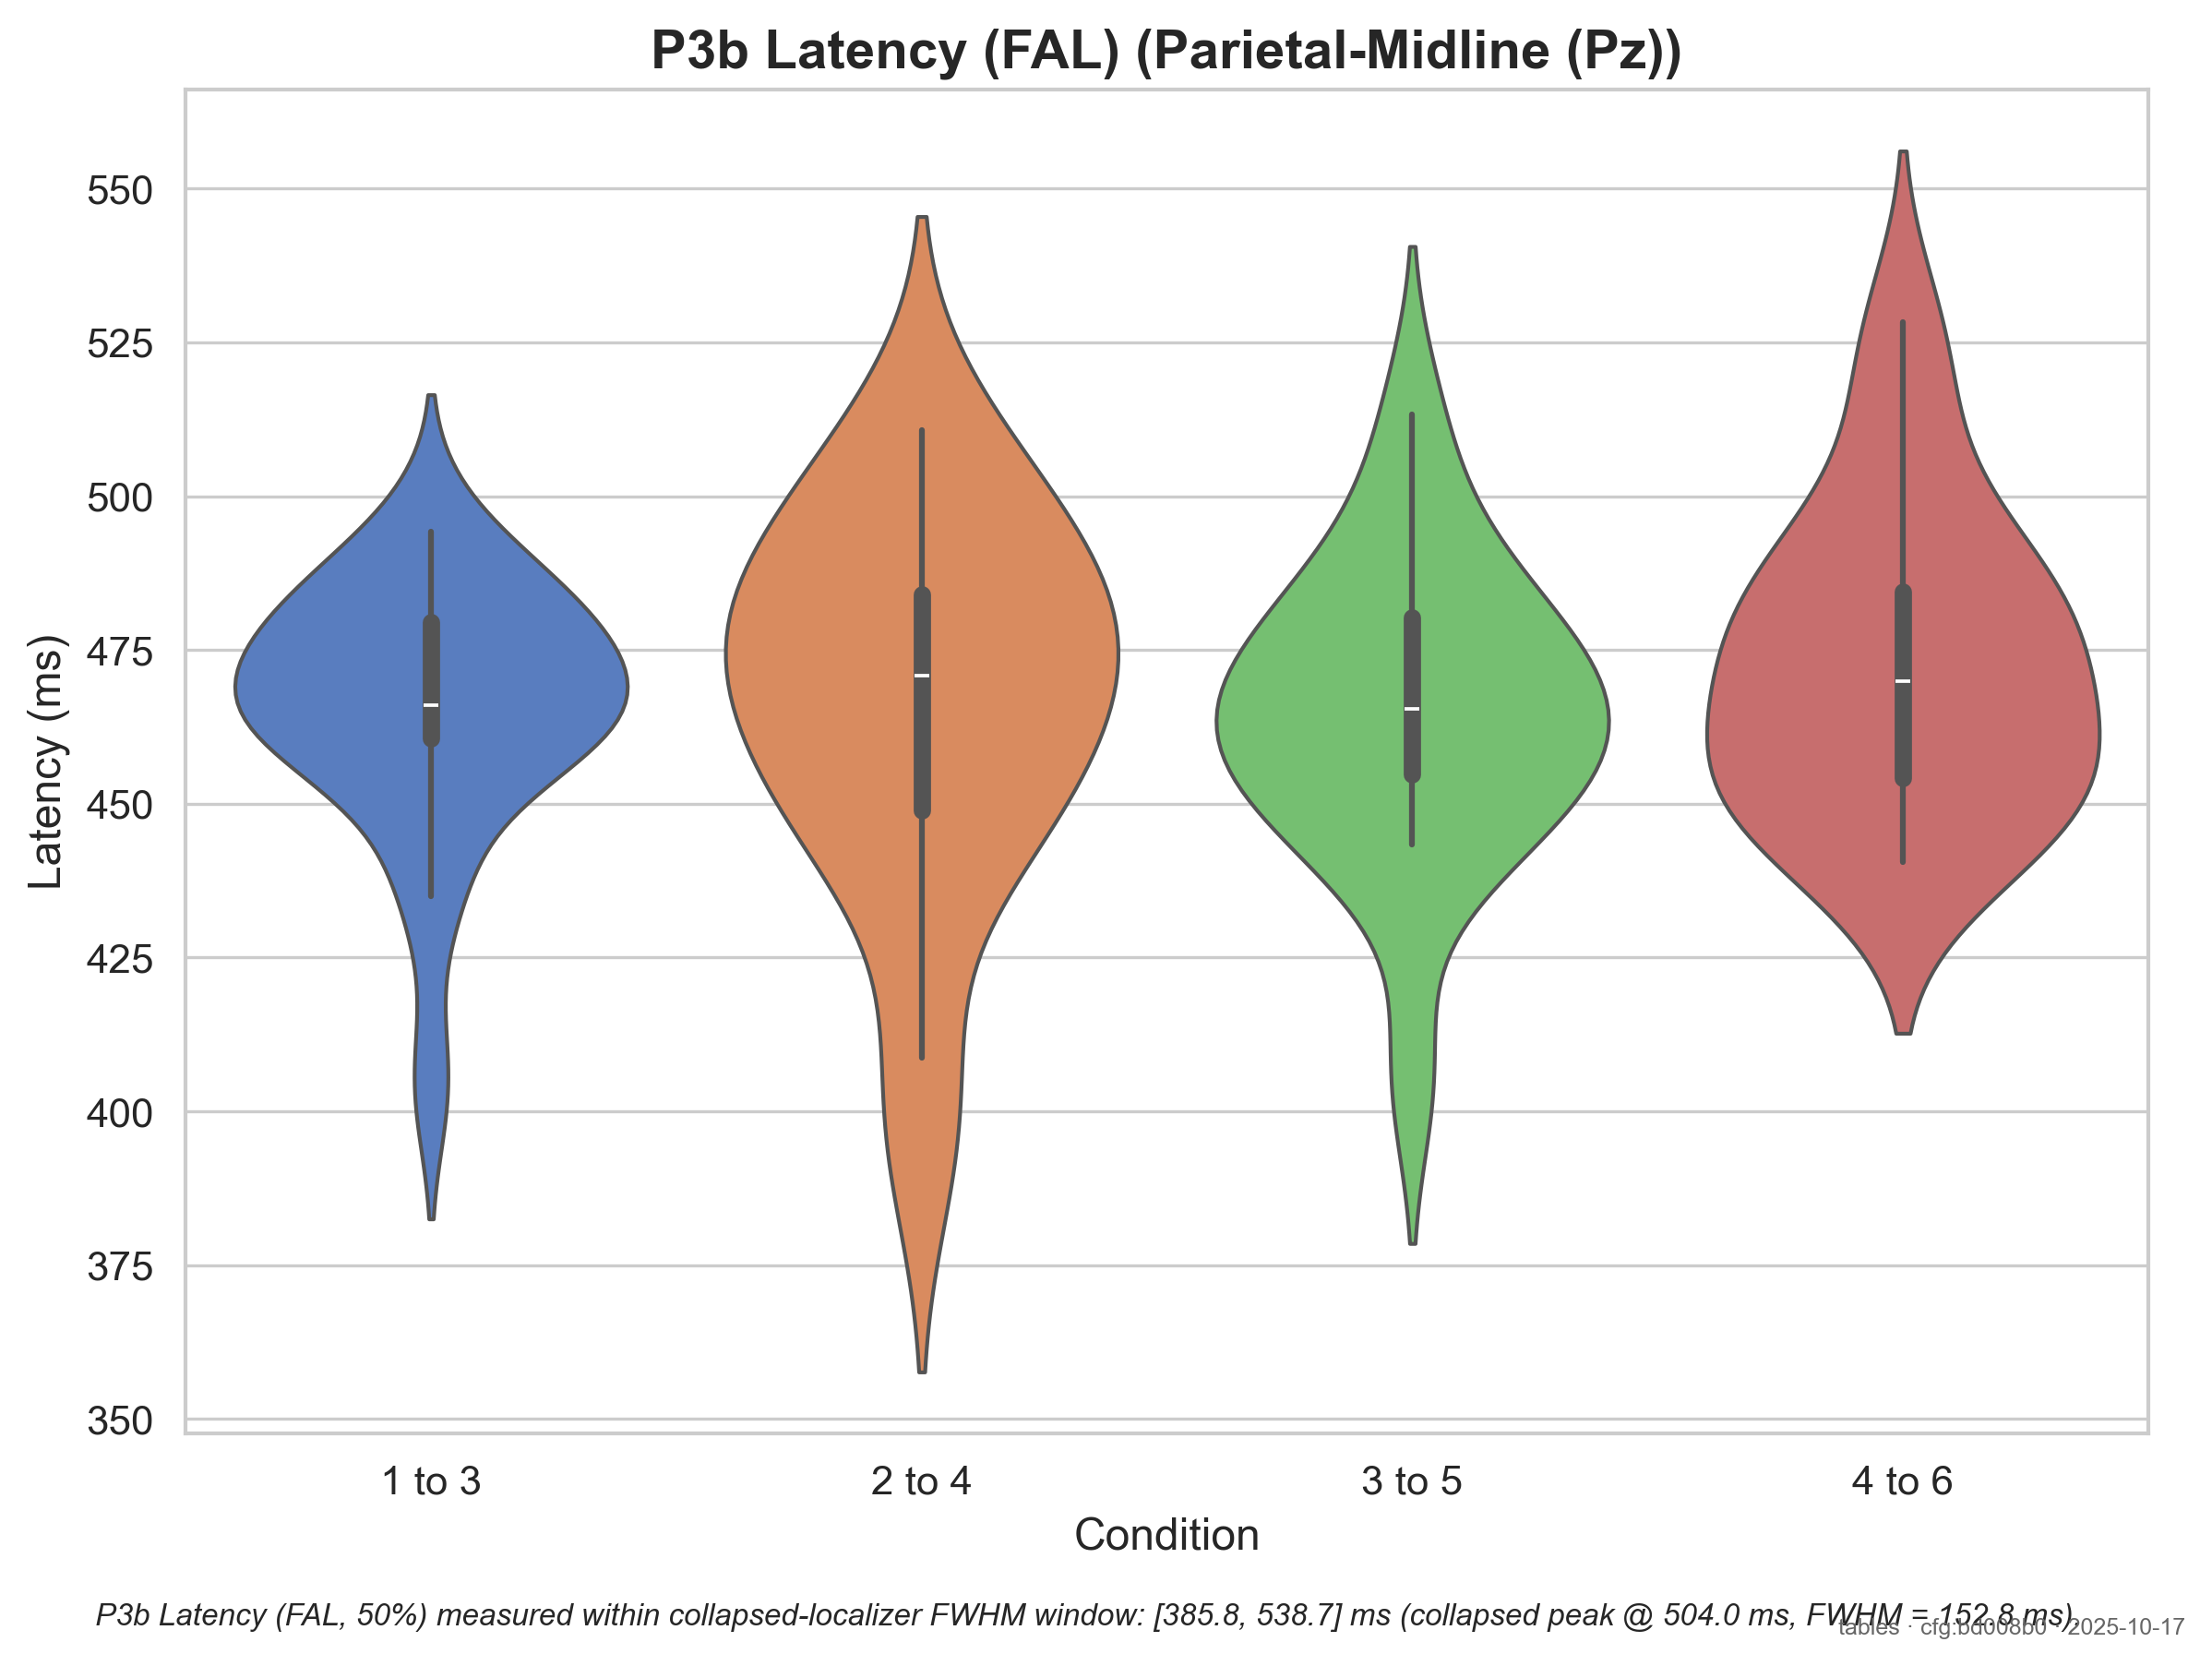 P3b Latency (FAL) (Parietal-Midline (Pz))
Latency (ms)
550
525
500
475
450
425
400
375
350
1 to 3 2 to 4 3 to 5 4 to 6
Condition
P3b Latency (FAL, 50%) measured within collapsed-localizer FWHM window: [385.8, 538.7] ms (collapsed peak @ 504.0 ms, FWHM = 152.8 ms).
tables · cfg:bd008b0 · 2025-10-17